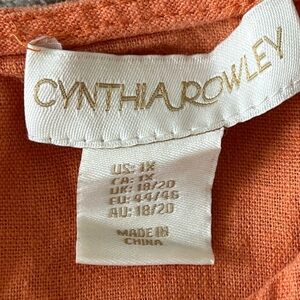 CYNTHIA ROWLEY
US: 1X
CA: 1X
UK: 18/20
EU: 44/46
AU: 18/20
MADE IN
CHINA